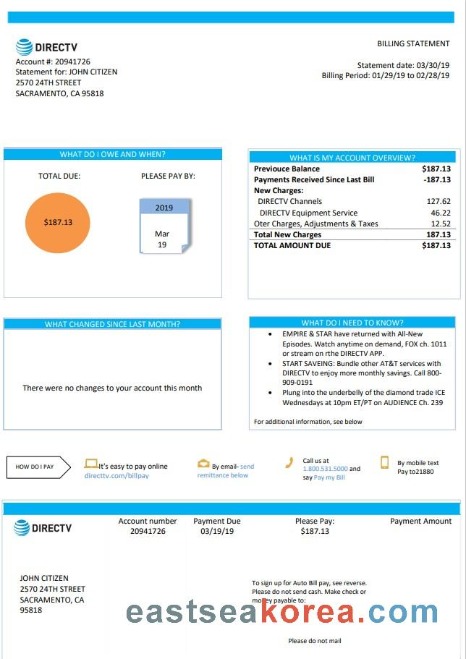 DIRECTV
BILLING STATEMENT
Account #: 20941726
Statement for: JOHN CITIZEN
2570 24TH STREET
SACRAMENTO, CA 95818
Statement date: 03/30/19
Billing Period: 01/29/19 to 02/28/19
WHAT DO I OWE AND WHEN?
TOTAL DUE:
PLEASE PAY BY:
$187.13
2019
Mar
19
WHAT IS MY ACCOUNT OVERVIEW?
Previouce Balance $187.13
Payments Received Since Last Bill -187.13
New Charges:
DIRECTV Channels 127.62
DIRECTV Equipment Service 46.22
Oter Charges, Adjustments & Taxes 12.52
Total New Charges 187.13
TOTAL AMOUNT DUE $187.13
WHAT CHANGED SINCE LAST MONTH?
There were no changes to your account this month
WHAT DO I NEED TO KNOW?
• EMPIRE & STAR have returned with All-New
Episodes. Watch anytime on demand, FOX ch. 1011
or stream on rthe DIRECTV APP.
• START SAVEING: Bundle other AT&T services with
DIRECTV to enjoy more monthly savings. Call 800-
909-0191
• Plung into the underbelly of the diamond trade ICE
Wednesdays at 10pm ET/PT on AUDIENCE Ch. 239
For additional information, see below
HOW DO I PAY
It's easy to pay online
directv.com/billpay
By email- send
remittance below
Call us at
1.800.531.5000 and
say Pay my Bill
By mobile text
Pay to21880
DIRECTV
Account number
20941726
Payment Due
03/19/19
Please Pay:
$187.13
Payment Amount
JOHN CITIZEN
2570 24TH STREET
SACRAMENTO, CA
95818
To sign up for Auto Bill pay, see reverse.
Please do not send cash. Make check or
money payable to:
eastseakorea.com
Please do not mail